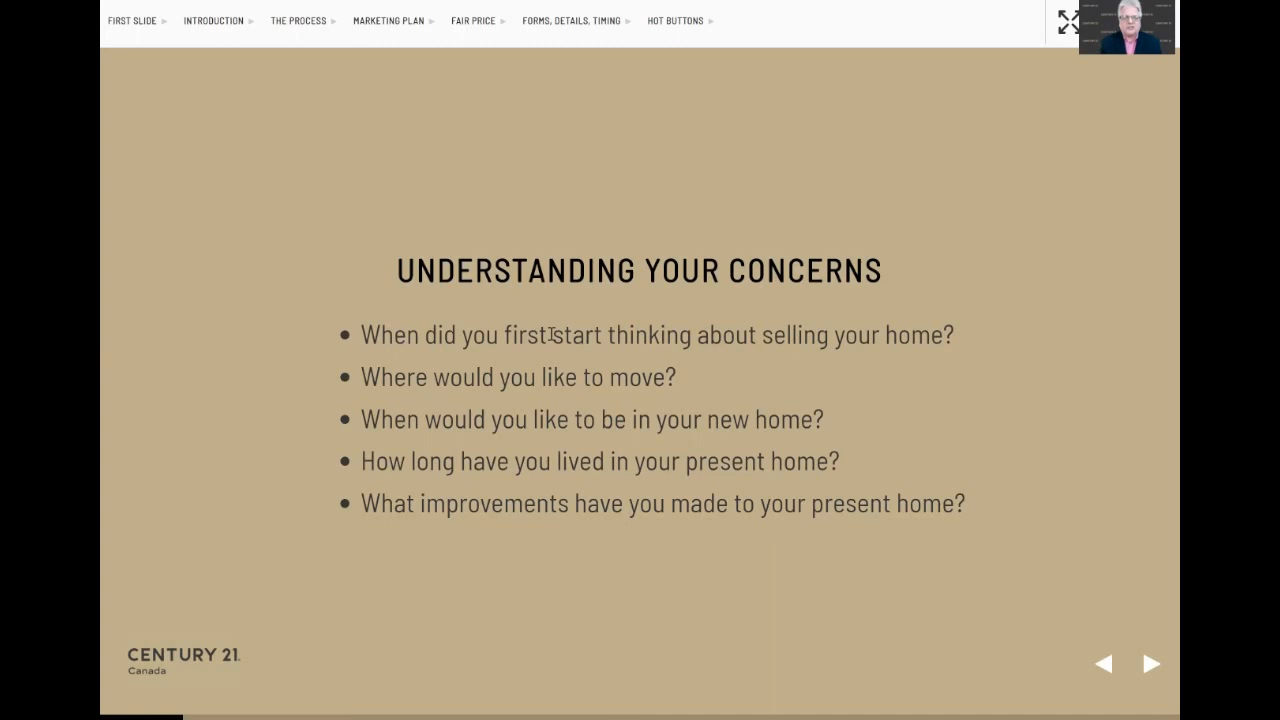 FIRST SLIDE
INTRODUCTION
THE PROCESS
MARKETING PLAN
FAIR PRICE
FORMS, DETAILS, TIMING
HOT BUTTONS
UNDERSTANDING YOUR CONCERNS
• When did you first start thinking about selling your home?
• Where would you like to move?
• When would you like to be in your new home?
• How long have you lived in your present home?
• What improvements have you made to your present home?
CENTURY 21.
Canada